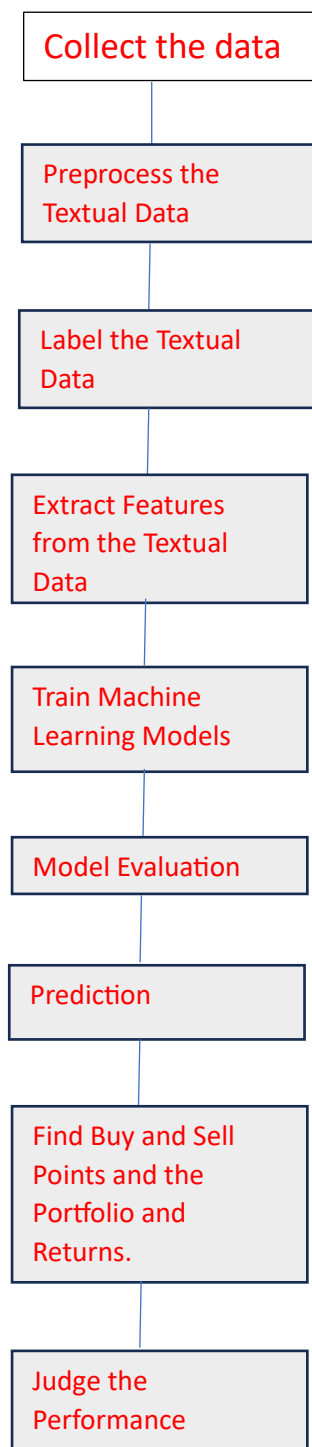 Collect the data
Preprocess the
Textual Data
Label the Textual
Data
Extract Features
from the Textual
Data
Train Machine
Learning Models
Model Evaluation
Prediction
Find Buy and Sell
Points and the
Portfolio and
Returns.
Judge the
Performance